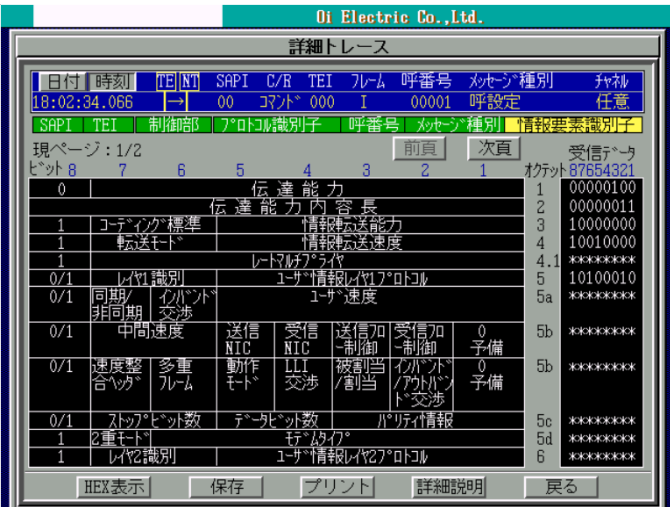 Oi Electric Co.,Ltd.
詳細トレース
日付 時刻 TE NT SAPI C/R TEI フレーム 呼番号 メッセージ種別 チャネル
18:02:34.066 → 00 コマンド 000 I 00001 呼設定 任意
SAPI TEI 制御部 プロトコル識別子 呼番号 メッセージ種別 情報要素識別子
現ページ:1/2 前頁 次頁 受信データ
ビット 8 7 6 5 4 3 2 1 オクテット 87654321
0 伝達能力 1 00000100
伝達能力内容長 2 00000011
1 コーディング標準 情報転送能力 3 10000000
1 転送モード 情報転送速度 4 10010000
1 レートマルチプライヤ 4.1 ********
0/1 レイヤ1識別 ユーザ情報レイヤ1プロトコル 5 10100010
0/1 同期/非同期 インバンド交渉 ユーザ速度 5a ********
0/1 中間速度 送信NIC 受信NIC 送信フロー制御 受信フロー制御 0予備 5b ********
0/1 速度整合ヘッダ 多重フレーム 動作モード LLI交渉 被割当/割当 インバンド/アウトバンド交渉 0予備 5b ********
0/1 ストップビット数 データビット数 パリティ情報 5c ********
1 2重モード モデムタイプ 5d ********
1 レイヤ2識別 ユーザ情報レイヤ2プロトコル 6 ********
HEX表示 保存 プリント 詳細説明 戻る